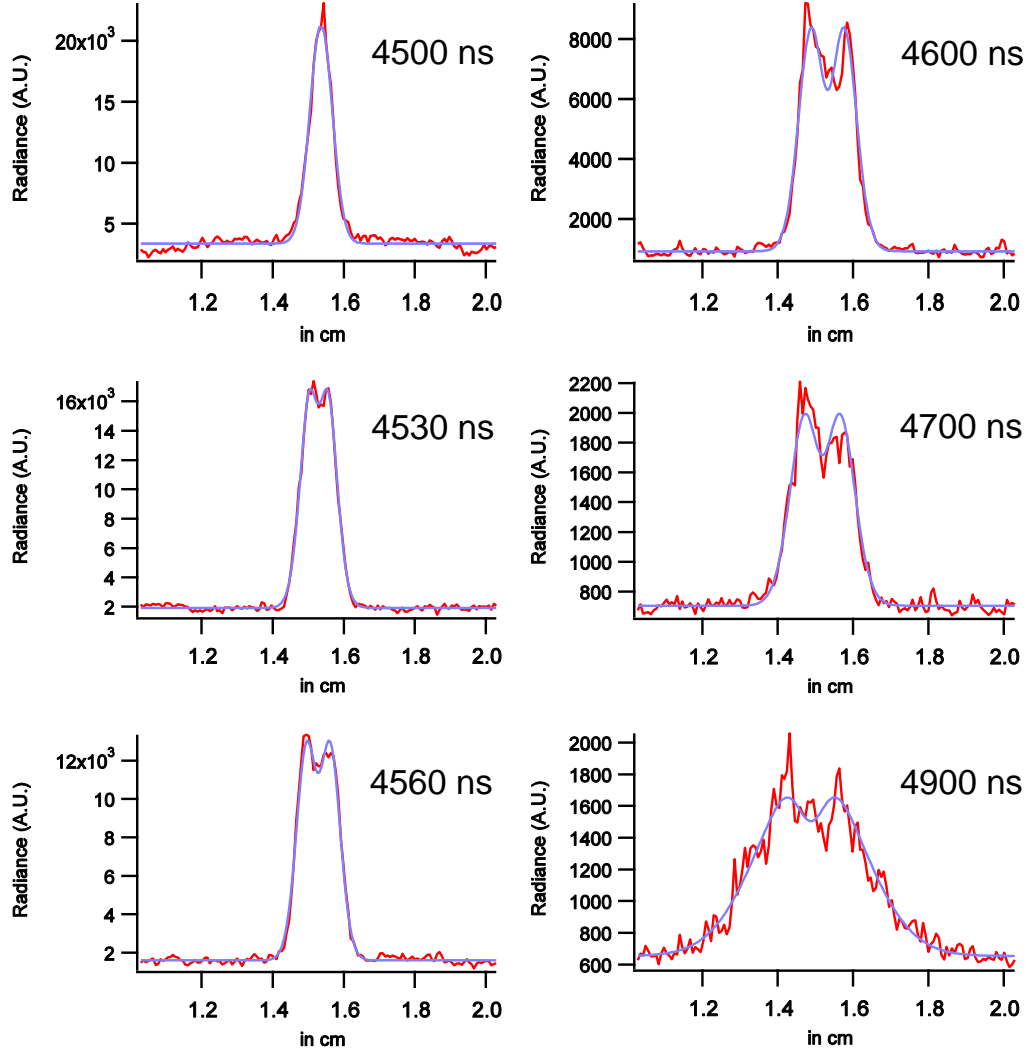 Radiance (A.U.)
20x10³
15
10
5
4500 ns
1.2 1.4 1.6 1.8 2.0
in cm
Radiance (A.U.)
8000
6000
4000
2000
4600 ns
1.2 1.4 1.6 1.8 2.0
in cm
Radiance (A.U.)
16x10³
14
12
10
8
6
4
2
4530 ns
1.2 1.4 1.6 1.8 2.0
in cm
Radiance (A.U.)
2200
2000
1800
1600
1400
1200
1000
800
4700 ns
1.2 1.4 1.6 1.8 2.0
in cm
Radiance (A.U.)
12x10³
10
8
6
4
2
4560 ns
1.2 1.4 1.6 1.8 2.0
in cm
Radiance (A.U.)
2000
1800
1600
1400
1200
1000
800
600
4900 ns
1.2 1.4 1.6 1.8 2.0
in cm